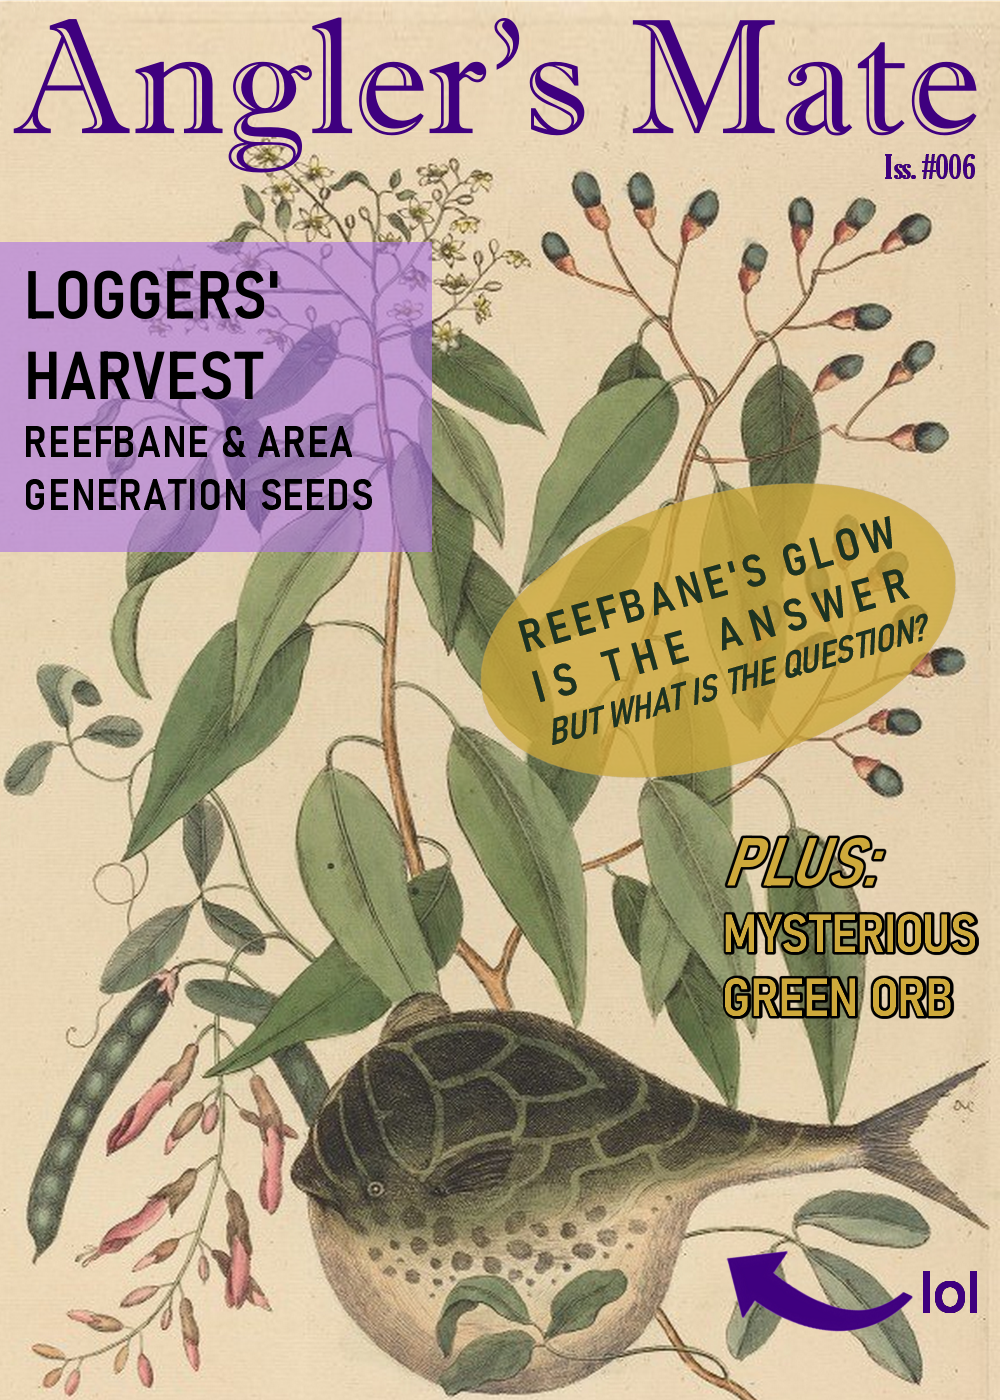 Angler's Mate
Iss. #006
LOGGERS'
HARVEST
REEFBANE & AREA
GENERATION SEEDS
REEFBANE'S GLOW
IS THE ANSWER
BUT WHAT IS THE QUESTION?
PLUS:
MYSTERIOUS
GREEN ORB
lol